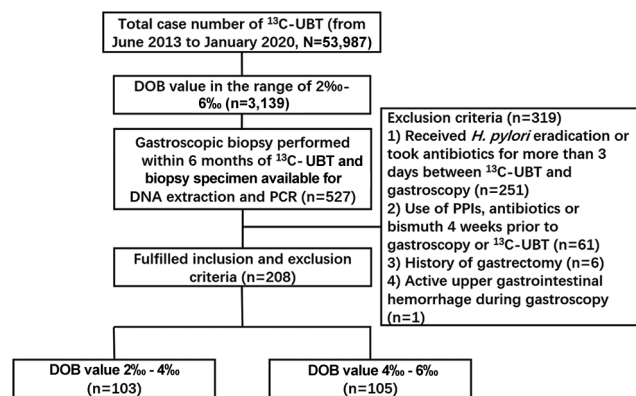 Total case number of ¹³C-UBT (from
June 2013 to January 2020, N=53,987)
DOB value in the range of 2‰-
6‰ (n=3,139)
Gastroscopic biopsy performed
within 6 months of ¹³C- UBT and
biopsy specimen available for
DNA extraction and PCR (n=527)
Exclusion criteria (n=319)
1) Received H. pylori eradication or
took antibiotics for more than 3
days between ¹³C-UBT and
gastroscopy (n=251)
2) Use of PPIs, antibiotics or
bismuth 4 weeks prior to
gastroscopy or ¹³C-UBT (n=61)
3) History of gastrectomy (n=6)
4) Active upper gastrointestinal
hemorrhage during gastroscopy
(n=1)
Fulfilled inclusion and exclusion
criteria (n=208)
DOB value 2‰ - 4‰
(n=103)
DOB value 4‰ - 6‰
(n=105)